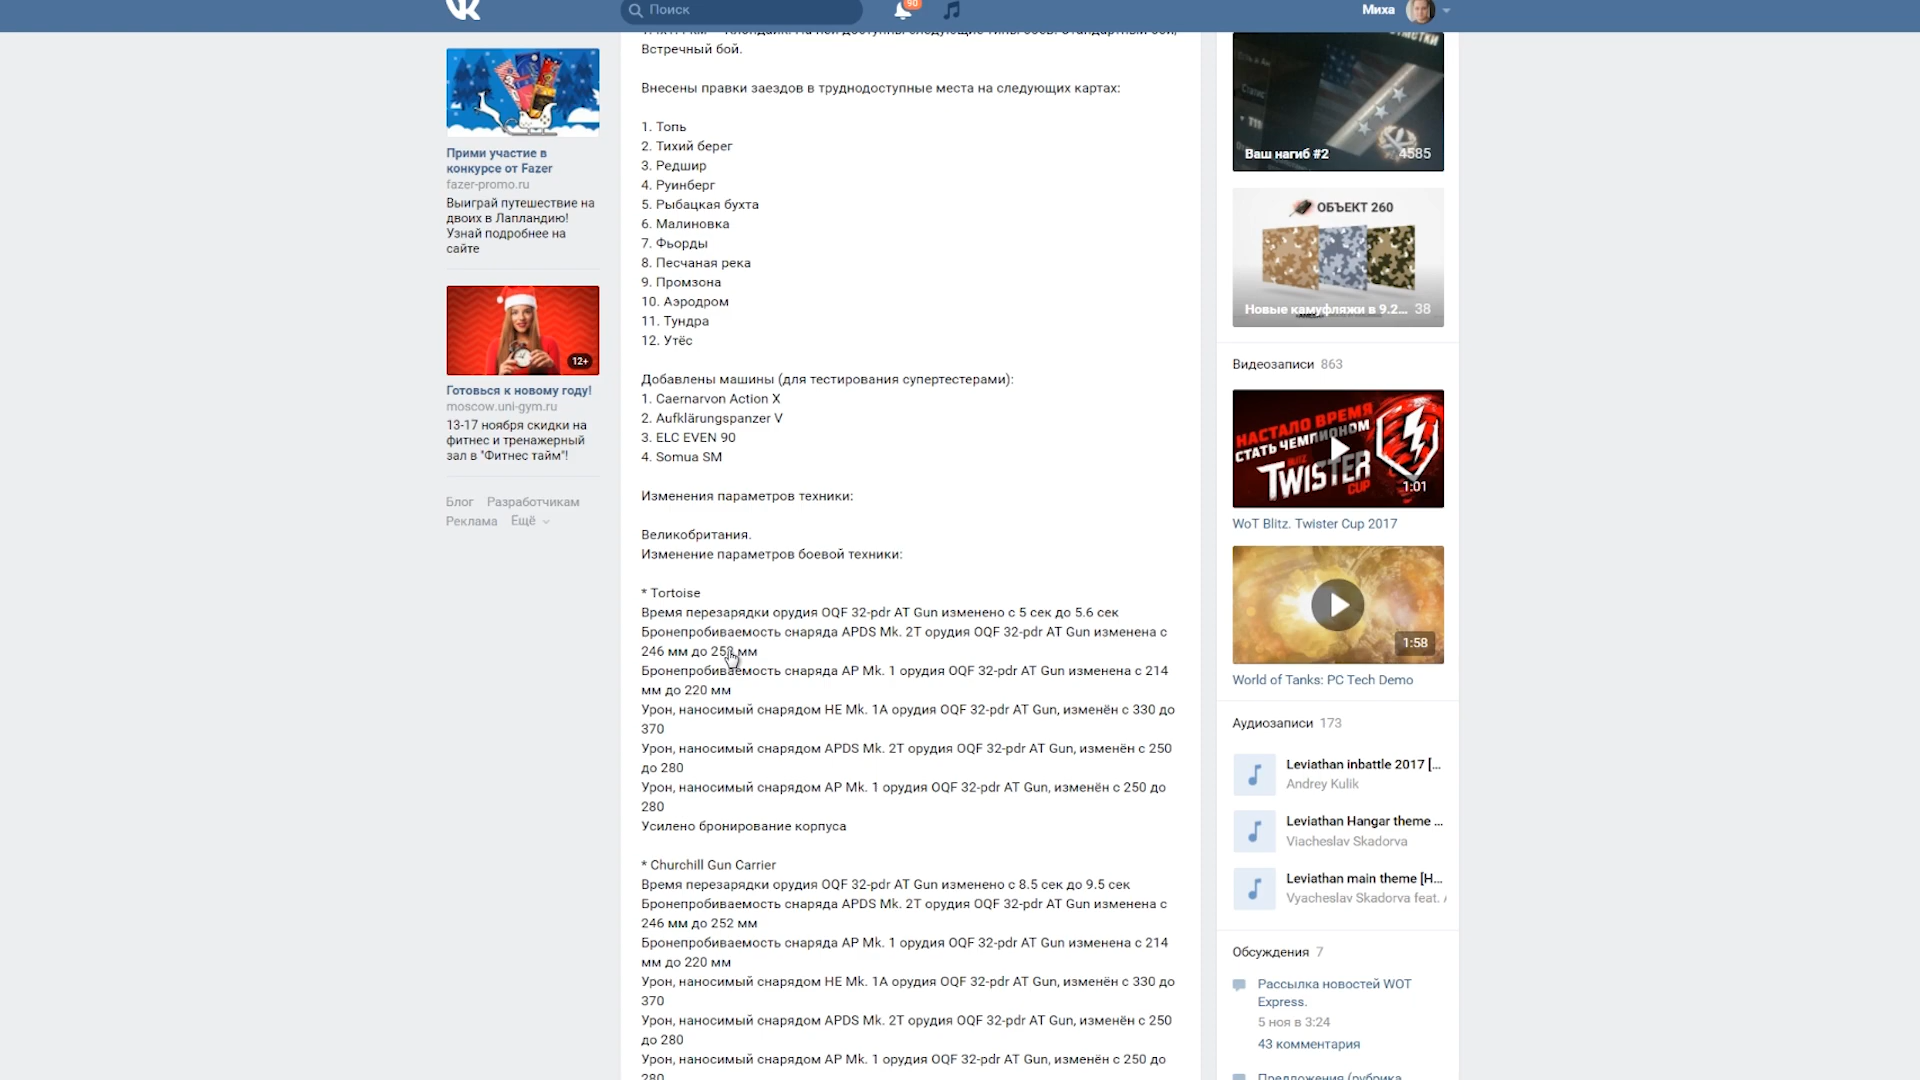 Поиск
90
Миха
Прими участие в
конкурсе от Fazer
fazer-promo.ru
Выиграй путешествие на
двоих в Лапландию!
Узнай подробнее на
сайте
12+
Готовься к новому году!
moscow.uni-gym.ru
13-17 ноября скидки на
фитнес и тренажерный
зал в "Фитнес тайм"!
Блог Разработчикам
Реклама Ещё
Встречный бой.
Внесены правки заездов в труднодоступные места на следующих картах:
1. Топь
2. Тихий берег
3. Редшир
4. Руинберг
5. Рыбацкая бухта
6. Малиновка
7. Фьорды
8. Песчаная река
9. Промзона
10. Аэродром
11. Тундра
12. Утёс
Добавлены машины (для тестирования супертестерами):
1. Caernarvon Action X
2. Aufklärungspanzer V
3. ELC EVEN 90
4. Somua SM
Изменения параметров техники:
Великобритания.
Изменение параметров боевой техники:
* Tortoise
Время перезарядки орудия OQF 32-pdr AT Gun изменено с 5 сек до 5.6 сек
Бронепробиваемость снаряда APDS Mk. 2T орудия OQF 32-pdr AT Gun изменена с
246 мм до 252 мм
Бронепробиваемость снаряда AP Mk. 1 орудия OQF 32-pdr AT Gun изменена с 214
мм до 220 мм
Урон, наносимый снарядом HE Mk. 1A орудия OQF 32-pdr AT Gun, изменён с 330 до
370
Урон, наносимый снарядом APDS Mk. 2T орудия OQF 32-pdr AT Gun, изменён с 250
до 280
Урон, наносимый снарядом AP Mk. 1 орудия OQF 32-pdr AT Gun, изменён с 250 до
280
Усилено бронирование корпуса
* Churchill Gun Carrier
Время перезарядки орудия OQF 32-pdr AT Gun изменено с 8.5 сек до 9.5 сек
Бронепробиваемость снаряда APDS Mk. 2T орудия OQF 32-pdr AT Gun изменена с
246 мм до 252 мм
Бронепробиваемость снаряда AP Mk. 1 орудия OQF 32-pdr AT Gun изменена с 214
мм до 220 мм
Урон, наносимый снарядом HE Mk. 1A орудия OQF 32-pdr AT Gun, изменён с 330 до
370
Урон, наносимый снарядом APDS Mk. 2T орудия OQF 32-pdr AT Gun, изменён с 250
до 280
Урон, наносимый снарядом AP Mk. 1 орудия OQF 32-pdr AT Gun, изменён с 250 до
280
Ваш нагиб #2 4585
ОБЪЕКТ 260
Новые камуфляжи в 9.2... 38
Видеозаписи 863
НАСТАЛО ВРЕМЯ
СТАТЬ ЧЕМПИОНОМ
BLITZ
TWISTER
CUP
1:01
WoT Blitz. Twister Cup 2017
1:58
World of Tanks: PC Tech Demo
Аудиозаписи 173
Leviathan inbattle 2017 [...
Andrey Kulik
Leviathan Hangar theme ...
Viacheslav Skadorva
Leviathan main theme [H...
Vyacheslav Skadorva feat.
Обсуждения 7
Рассылка новостей WOT
Express.
5 ноя в 3:24
43 комментария
Предложения (рубрика